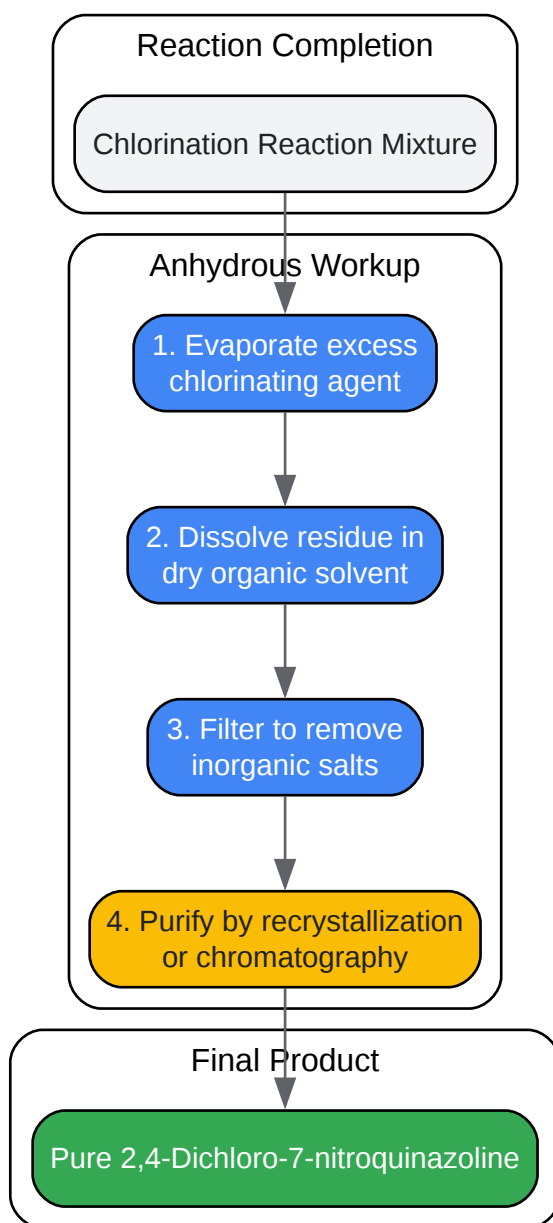 Reaction Completion
Chlorination Reaction Mixture
Anhydrous Workup
1. Evaporate excess
chlorinating agent
2. Dissolve residue in
dry organic solvent
3. Filter to remove
inorganic salts
4. Purify by recrystallization
or chromatography
Final Product
Pure 2,4-Dichloro-7-nitroquinazoline